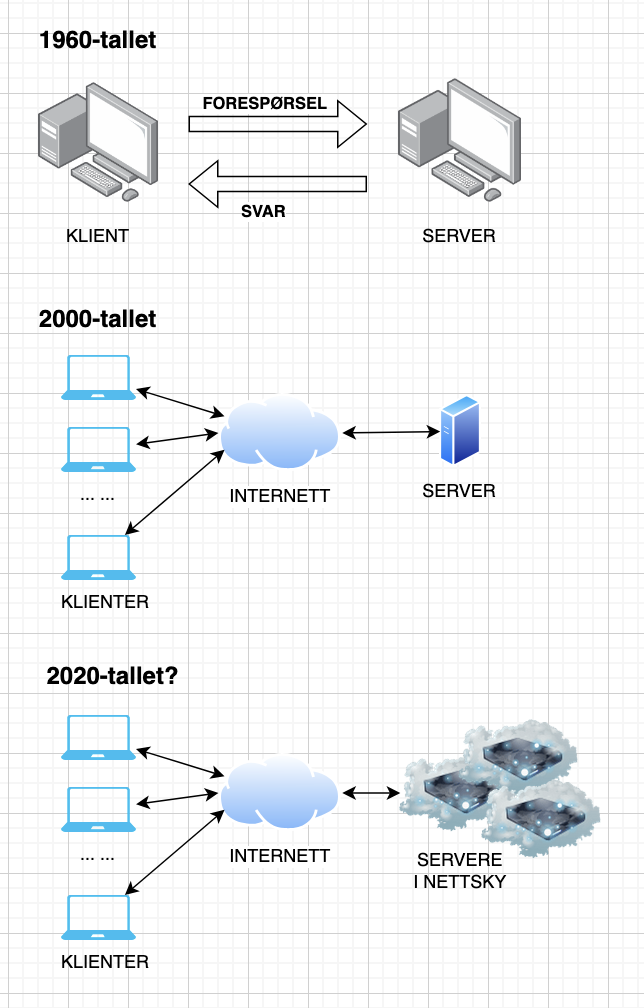 1960-tallet
FORESPØRSEL
SVAR
KLIENT
SERVER
2000-tallet
... ...
INTERNETT
SERVER
KLIENTER
2020-tallet?
... ...
INTERNETT
SERVERE
I NETTSKY
KLIENTER